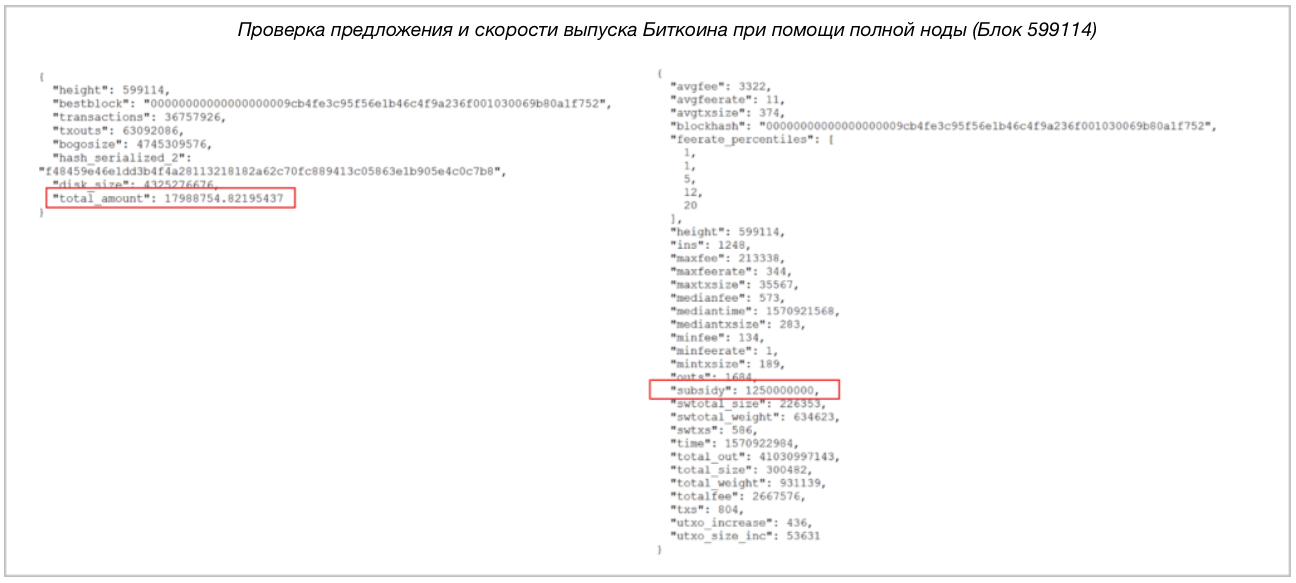 Проверка предложения и скорости выпуска Биткоина при помощи полной ноды (Блок 599114)
{
"height": 599114,
"bestblock": "00000000000000000009cb4fe3c95f56e1b46c4f9a236f001030069b80a1f752",
"transactions": 36757926,
"txouts": 63092086,
"bogosize": 4745309576,
"hash_serialized_2":
"f48459e46e1dd3b4f4a28113218182a62c70fc889413c05863e1b905e4c0c7b8",
"disk_size": 4325276676,
"total_amount": 17988754.82195437
}
{
"avgfee": 3322,
"avgfeerate": 11,
"avgtxsize": 374,
"blockhash": "00000000000000000009cb4fe3c95f56e1b46c4f9a236f001030069b80a1f752",
"feerate_percentiles": [
1,
1,
5,
12,
20
],
"height": 599114,
"ins": 1248,
"maxfee": 213338,
"maxfeerate": 344,
"maxtxsize": 35567,
"medianfee": 573,
"mediantime": 1570921568,
"mediantxsize": 283,
"minfee": 134,
"minfeerate": 1,
"mintxsize": 189,
"outs": 1684,
"subsidy": 1250000000,
"swtotal_size": 226353,
"swtotal_weight": 634623,
"swtxs": 586,
"time": 1570922984,
"total_out": 41030997143,
"total_size": 300482,
"total_weight": 931139,
"totalfee": 2667576,
"txs": 804,
"utxo_increase": 436,
"utxo_size_inc": 53631
}